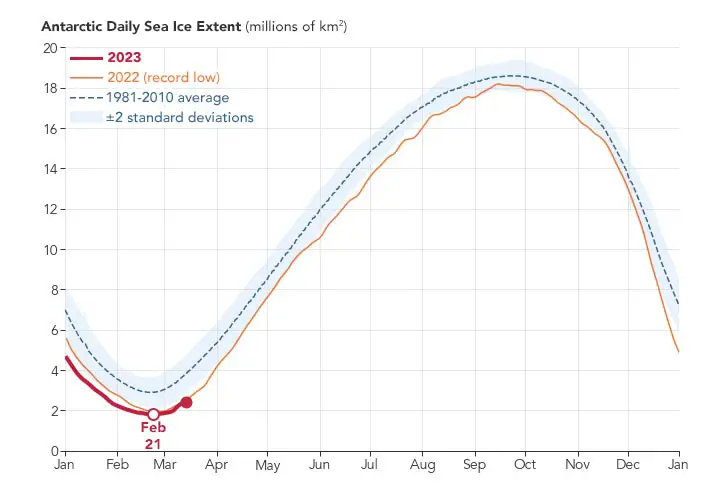 Antarctic Daily Sea Ice Extent (millions of km²)
20
2023
18
2022 (record low)
1981-2010 average
±2 standard deviations
16
14
12
10
8
6
4
2
Feb
21
0
Jan Feb Mar Apr May Jun Jul Aug Sep Oct Nov Dec Jan